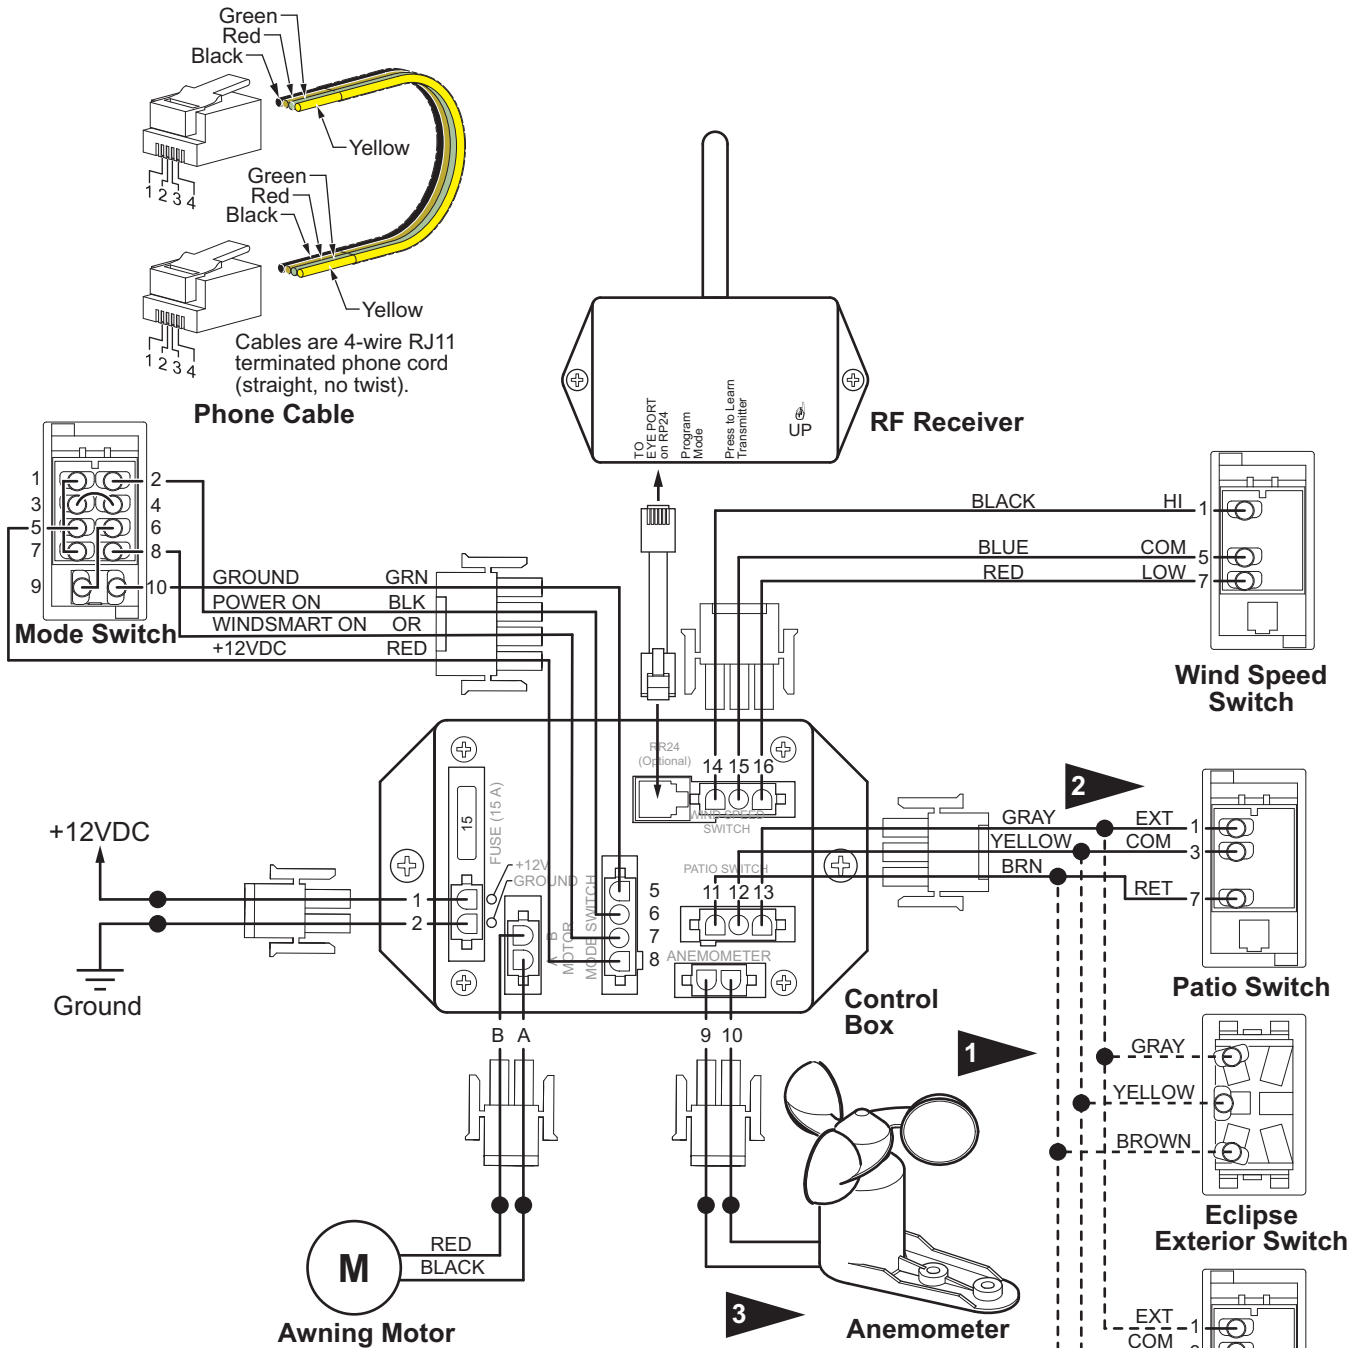 Green
Red
Black
Yellow
Green
Red
Black
Yellow
1 2 3 4
1 2 3 4
Cables are 4-wire RJ11
terminated phone cord
(straight, no twist).
Phone Cable
TO
EYE PORT
on RP24
Program
Mode
Press to Learn
Transmitter
UP
RF Receiver
1 2
3 4
5 6
7 8
9 10
Mode Switch
GROUND GRN
POWER ON BLK
WINDSMART ON OR
+12VDC RED
BLACK HI 1
BLUE COM 5
RED LOW 7
Wind Speed
Switch
RR24
(Optional)
14 15 16
WIND SPEED
SWITCH
15
FUSE (15 A)
+12V
GROUND
+12VDC
1
2
Ground
A B
MOTOR
MODE SWITCH
5
6
7
8
PATIO SWITCH
11 12 13
ANEMOMETER
Control
Box
2
GRAY EXT 1
YELLOW COM 3
BRN RET 7
Patio Switch
B A
9 10
1
GRAY
YELLOW
BROWN
Eclipse
Exterior Switch
M
RED
BLACK
Awning Motor
3
Anemometer
EXT 1
COM